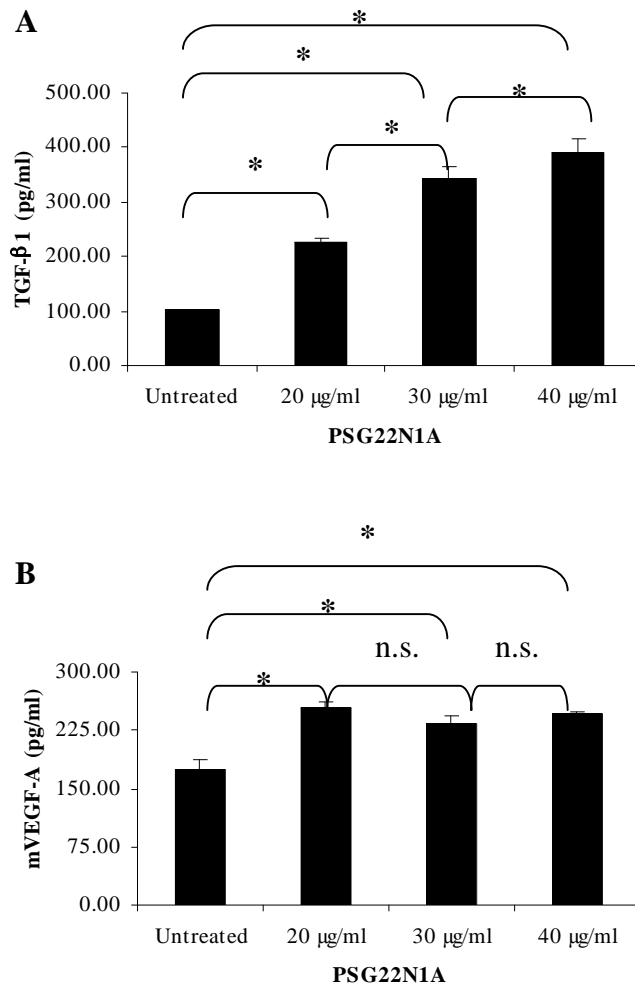 A
*
*
*
*
*
500.00
400.00
300.00
200.00
100.00
0.00
TGF-β1 (pg/ml)
Untreated 20 µg/ml 30 µg/ml 40 µg/ml
PSG22N1A
B
*
*
n.s. n.s.
*
300.00
225.00
150.00
75.00
0.00
mVEGF-A (pg/ml)
Untreated 20 µg/ml 30 µg/ml 40 µg/ml
PSG22N1A